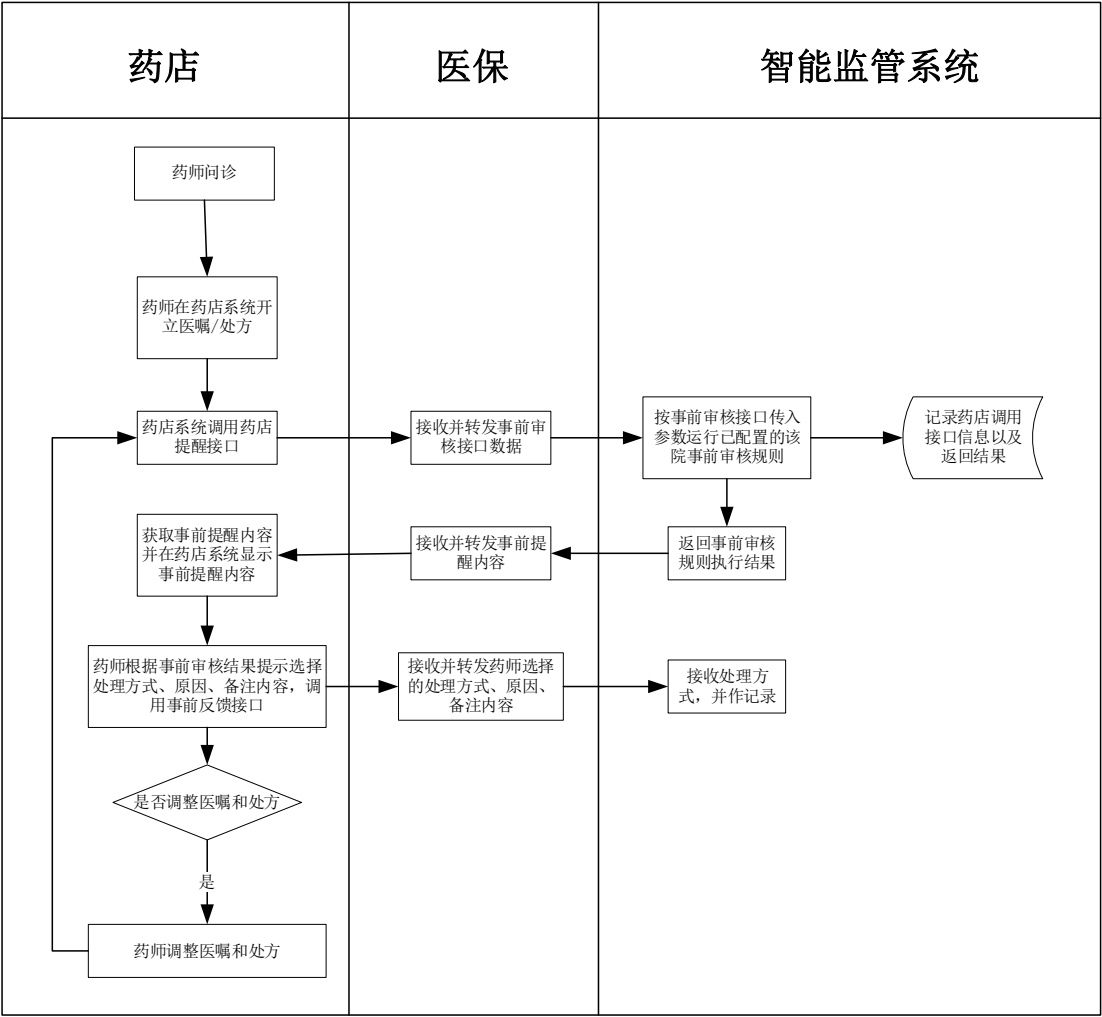 药店
医保
智能监管系统
药师问诊
药师在药店系统开
立医嘱/处方
药店系统调用药店
提醒接口
接收并转发事前审
核接口数据
按事前审核接口传入
参数运行已配置的该
院事前审核规则
记录药店调用
接口信息以及
返回结果
获取事前提醒内容
并在药店系统显示
事前提醒内容
接收并转发事前提
醒内容
返回事前审核
规则执行结果
药师根据事前审核结果提示选择
处理方式、原因、备注内容，调
用事前反馈接口
接收并转发药师选择
的处理方式、原因、
备注内容
接收处理方
式，并作记录
是否调整医嘱和处方
是
药师调整医嘱和处方